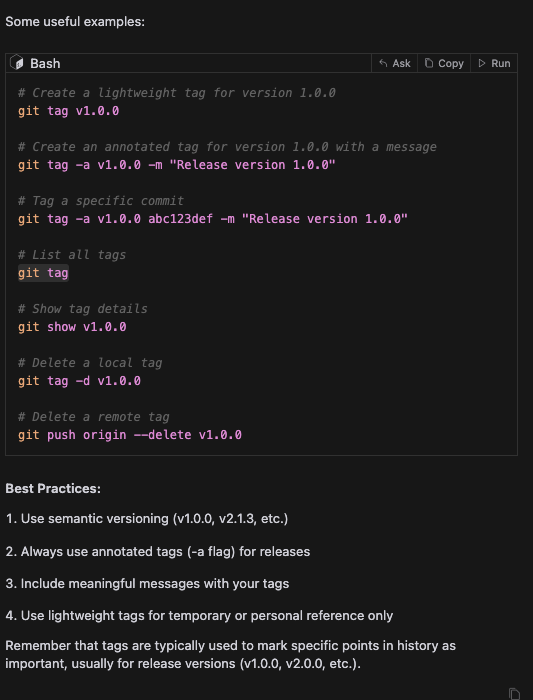 Some useful examples:
Bash
Ask
Copy
Run
# Create a lightweight tag for version 1.0.0
git tag v1.0.0
# Create an annotated tag for version 1.0.0 with a message
git tag -a v1.0.0 -m "Release version 1.0.0"
# Tag a specific commit
git tag -a v1.0.0 abc123def -m "Release version 1.0.0"
# List all tags
git tag
# Show tag details
git show v1.0.0
# Delete a local tag
git tag -d v1.0.0
# Delete a remote tag
git push origin --delete v1.0.0
Best Practices:
1. Use semantic versioning (v1.0.0, v2.1.3, etc.)
2. Always use annotated tags (-a flag) for releases
3. Include meaningful messages with your tags
4. Use lightweight tags for temporary or personal reference only
Remember that tags are typically used to mark specific points in history as
important, usually for release versions (v1.0.0, v2.0.0, etc.).